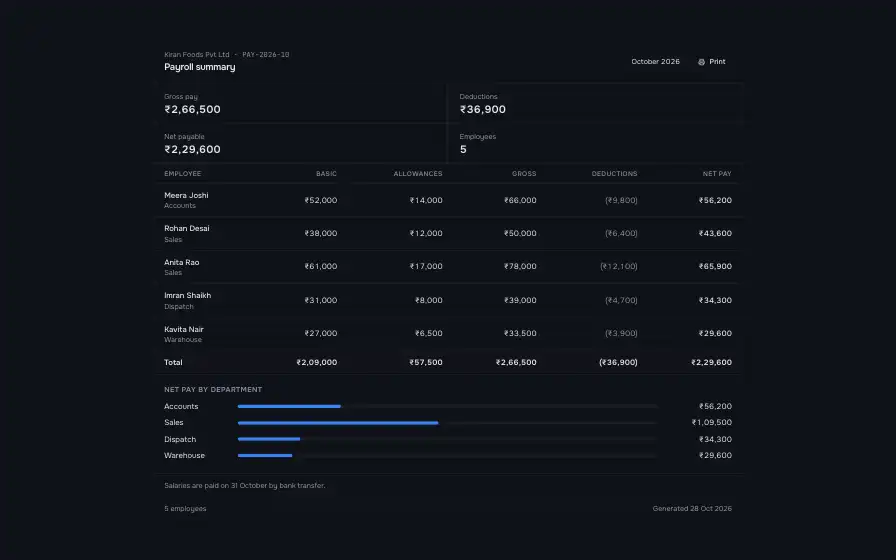 Kiran Foods Pvt Ltd · PAY-2026-10
Payroll summary
October 2026 Print
Gross pay
₹2,66,500
Deductions
₹36,900
Net payable
₹2,29,600
Employees
5
EMPLOYEE BASIC ALLOWANCES GROSS DEDUCTIONS NET PAY
Meera Joshi
Accounts
₹52,000 ₹14,000 ₹66,000 (₹9,800) ₹56,200
Rohan Desai
Sales
₹38,000 ₹12,000 ₹50,000 (₹6,400) ₹43,600
Anita Rao
Sales
₹61,000 ₹17,000 ₹78,000 (₹12,100) ₹65,900
Imran Shaikh
Dispatch
₹31,000 ₹8,000 ₹39,000 (₹4,700) ₹34,300
Kavita Nair
Warehouse
₹27,000 ₹6,500 ₹33,500 (₹3,900) ₹29,600
Total ₹2,09,000 ₹57,500 ₹2,66,500 (₹36,900) ₹2,29,600
NET PAY BY DEPARTMENT
Accounts ₹56,200
Sales ₹1,09,500
Dispatch ₹34,300
Warehouse ₹29,600
Salaries are paid on 31 October by bank transfer.
5 employees Generated 28 Oct 2026